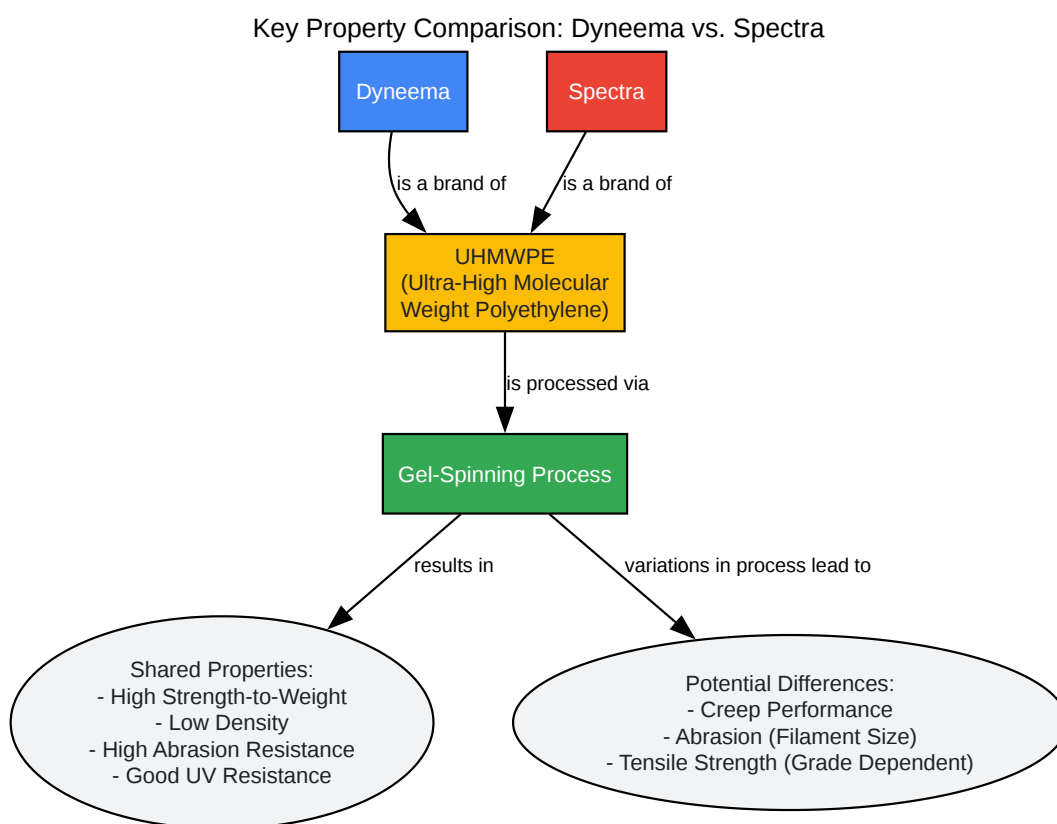 Key Property Comparison: Dyneema vs. Spectra
Dyneema
Spectra
is a brand of
is a brand of
UHMWPE
(Ultra-High Molecular
Weight Polyethylene)
is processed via
Gel-Spinning Process
results in
variations in process lead to
Shared Properties:
- High Strength-to-Weight
- Low Density
- High Abrasion Resistance
- Good UV Resistance
Potential Differences:
- Creep Performance
- Abrasion (Filament Size)
- Tensile Strength (Grade Dependent)